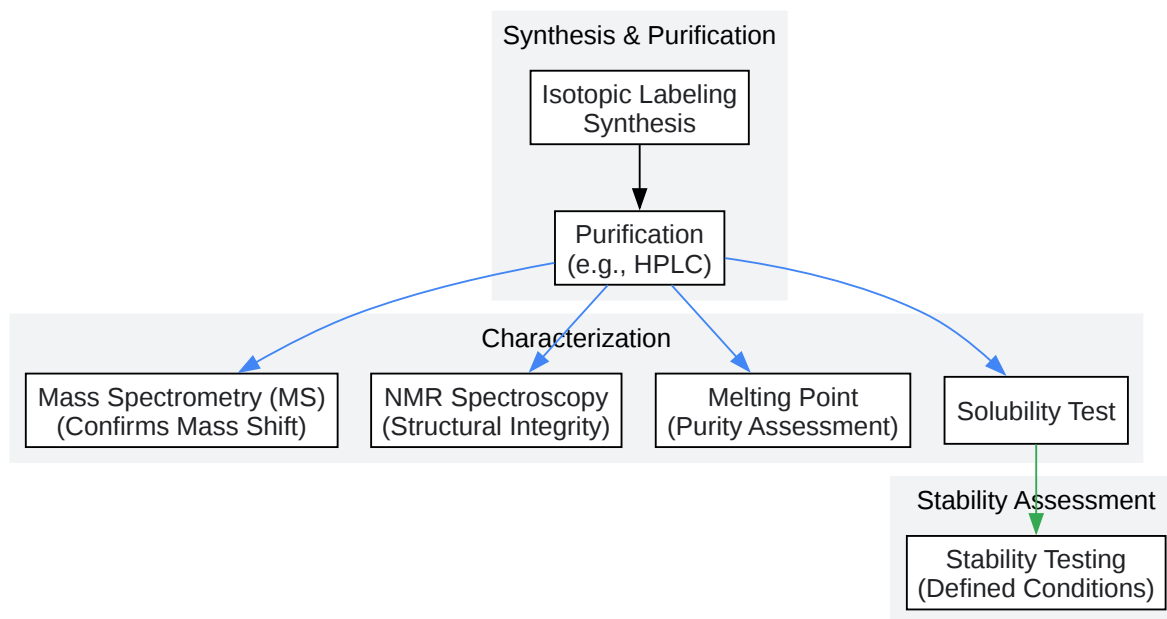 Synthesis & Purification
Isotopic Labeling
Synthesis
Purification
(e.g., HPLC)
Characterization
Mass Spectrometry (MS)
(Confirms Mass Shift)
NMR Spectroscopy
(Structural Integrity)
Melting Point
(Purity Assessment)
Solubility Test
Stability Assessment
Stability Testing
(Defined Conditions)